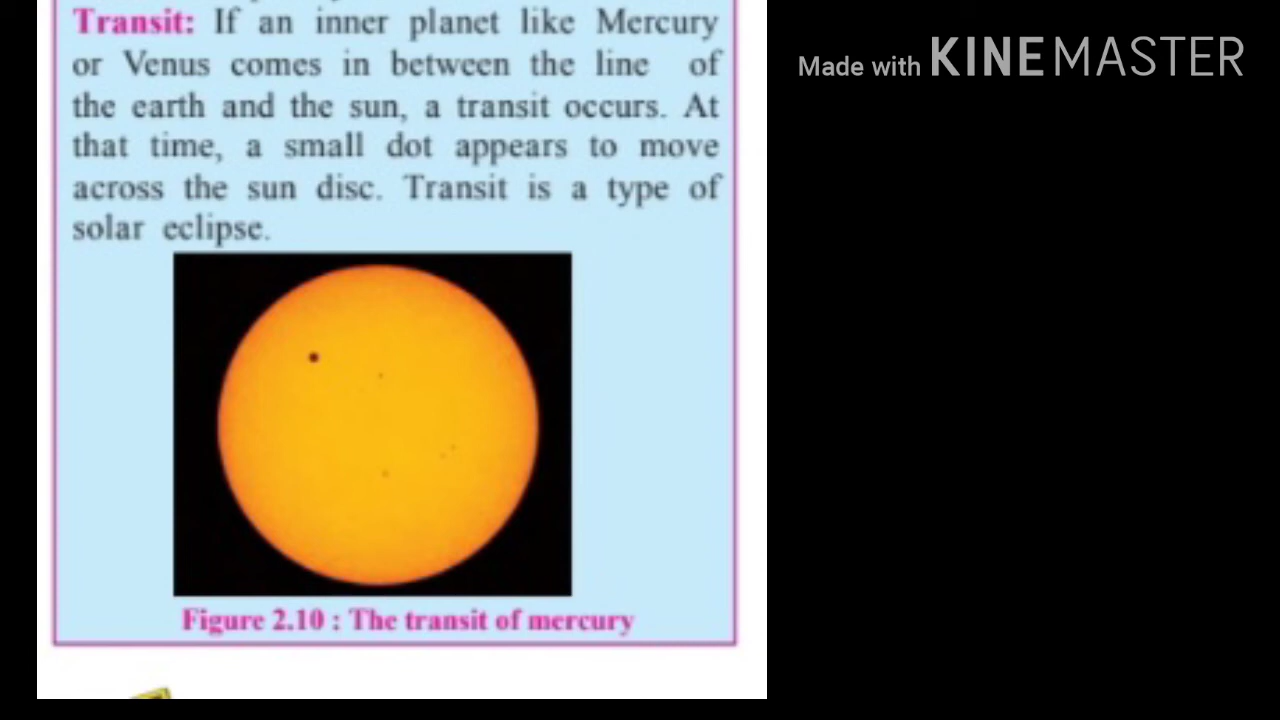 Transit: If an inner planet like Mercury
or Venus comes in between the line of
the earth and the sun, a transit occurs. At
that time, a small dot appears to move
across the sun disc. Transit is a type of
solar eclipse.
Figure 2.10 : The transit of mercury
Made with KINEMASTER